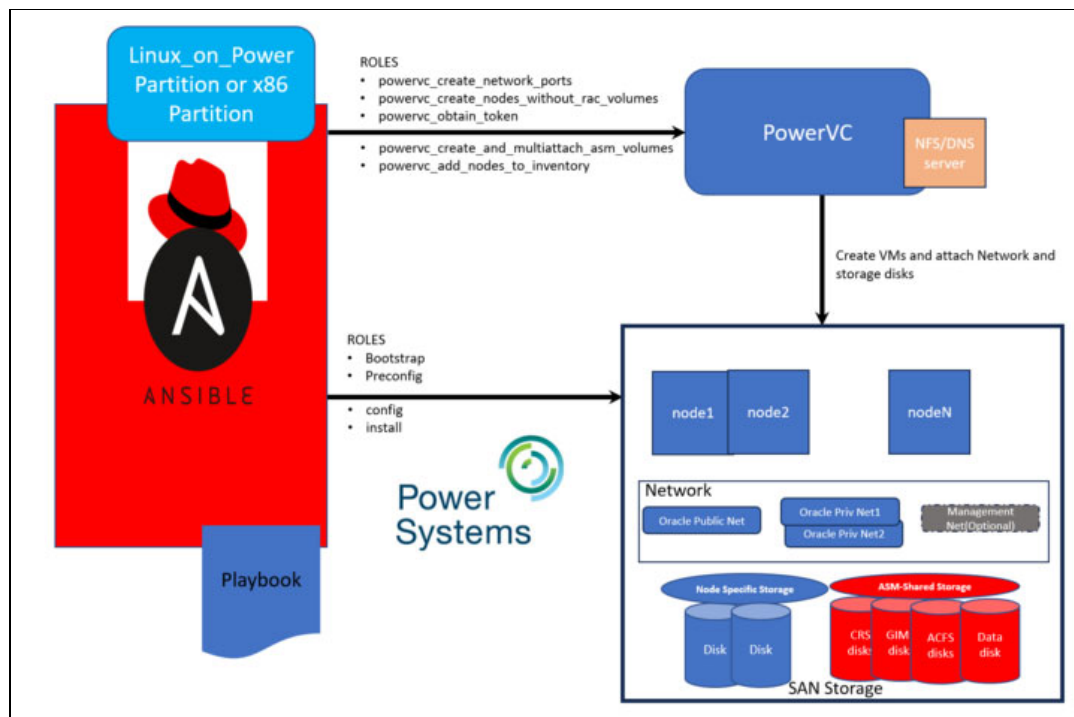 Linux_on_Power
Partition or x86
Partition
ANSIBLE
Playbook
ROLES
• powervc_create_network_ports
• powervc_create_nodes_without_rac_volumes
• powervc_obtain_token
• powervc_create_and_multiattach_asm_volumes
• powervc_add_nodes_to_inventory
PowerVC
NFS/DNS
server
Create VMs and attach Network and
storage disks
ROLES
• Bootstrap
• Preconfig
• config
• install
Power
Systems
node1
node2
nodeN
Network
Oracle Public Net
Oracle Priv Net1
Oracle Priv Net2
Management
Net(Optional)
Node Specific Storage
ASM-Shared Storage
Disk
Disk
CRS
disks
GIM
disk
ACFS
disks
Data
disk
SAN Storage